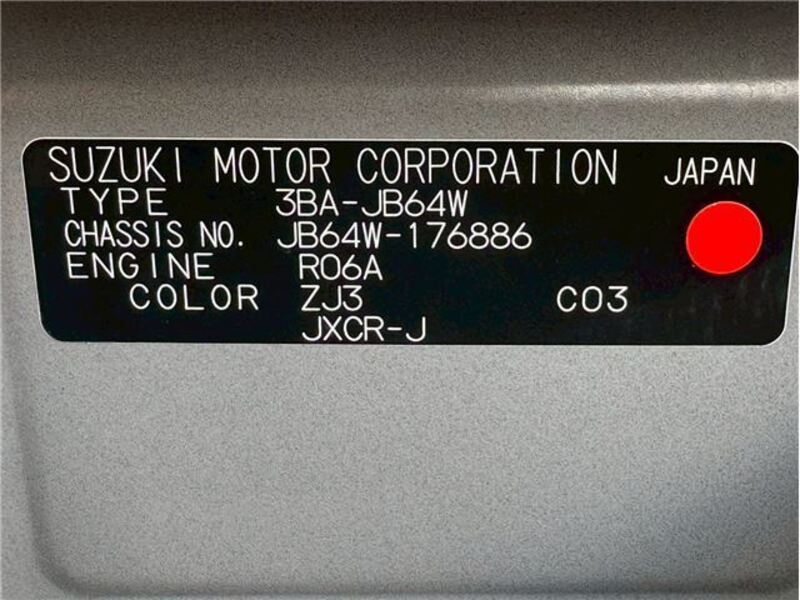 SUZUKI MOTOR CORPORATION JAPAN
TYPE 3BA-JB64W
CHASSIS NO. JB64W-176886
ENGINE R06A
COLOR ZJ3 C03
JXCR-J